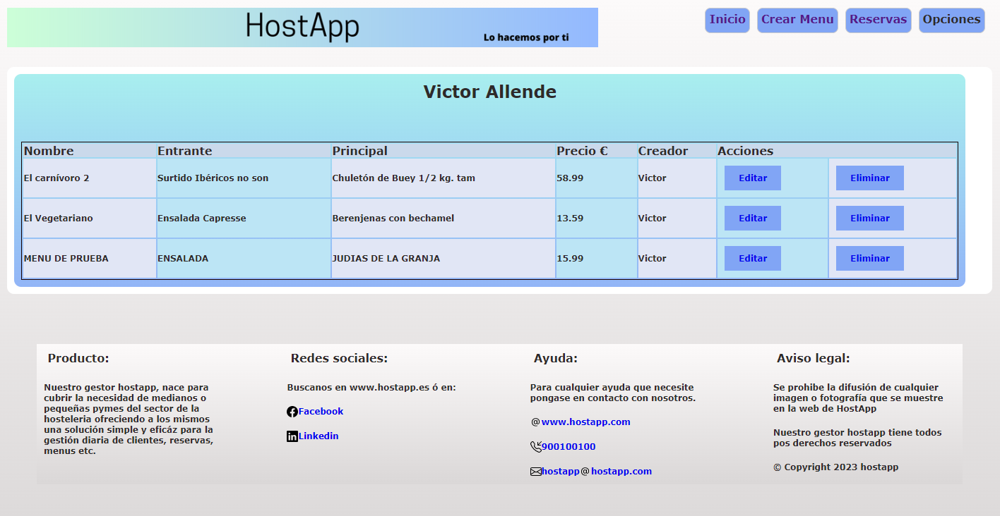 HostApp
Lo hacemos por ti
Inicio Crear Menu Reservas Opciones
Victor Allende
Nombre Entrante Principal Precio € Creador Acciones
El carnívoro 2 Surtido Ibéricos no son Chuletón de Buey 1/2 kg. tam 58.99 Victor Editar Eliminar
El Vegetariano Ensalada Capresse Berenjenas con bechamel 13.59 Victor Editar Eliminar
MENU DE PRUEBA ENSALADA JUDIAS DE LA GRANJA 15.99 Victor Editar Eliminar
Producto:
Nuestro gestor hostapp, nace para
cubrir la necesidad de medianos o
pequeñas pymes del sector de la
hosteleria ofreciendo a los mismos
una solución simple y eficáz para la
gestión diaria de clientes, reservas,
menus etc.
Redes sociales:
Buscanos en www.hostapp.es ó en:
Facebook
Linkedin
Ayuda:
Para cualquier ayuda que necesite
pongase en contacto con nosotros.
@www.hostapp.com
900100100
hostapp@hostapp.com
Aviso legal:
Se prohibe la difusión de cualquier
imagen o fotografía que se muestre
en la web de HostApp
Nuestro gestor hostapp tiene todos
pos derechos reservados
© Copyright 2023 hostapp